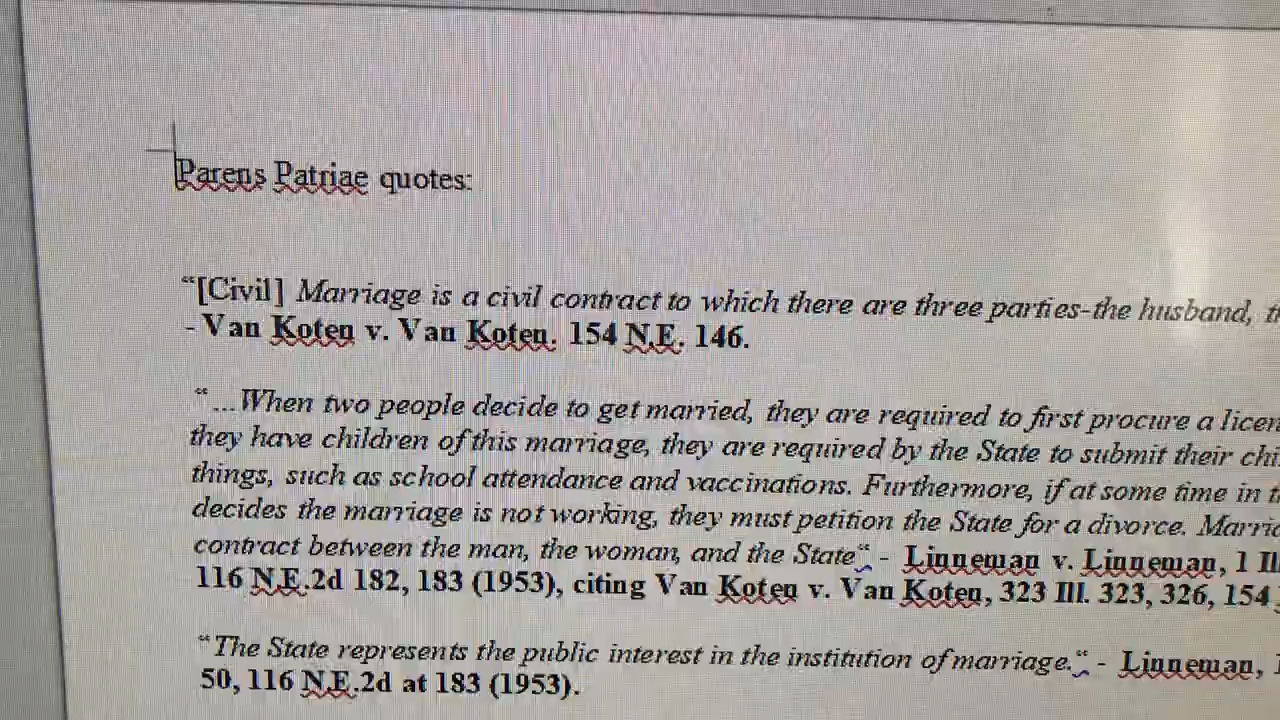 Parens Patriae quotes:
“[Civil] Marriage is a civil contract to which there are three parties-the husband,
- Van Koten v. Van Koten. 154 N.E. 146.
“...When two people decide to get married, they are required to first procure a
they have children of this marriage, they are required by the State to submit their
things, such as school attendance and vaccinations. Furthermore, if at some time in
decides the marriage is not working, they must petition the State for a divorce.
contract between the man, the woman, and the State“ - Linneman v. Linneman, 1
116 N.E.2d 182, 183 (1953), citing Van Koten v. Van Koten, 323 Ill. 323, 326, 154
“The State represents the public interest in the institution of marriage.“ - Linneman,
50, 116 N.E.2d at 183 (1953).